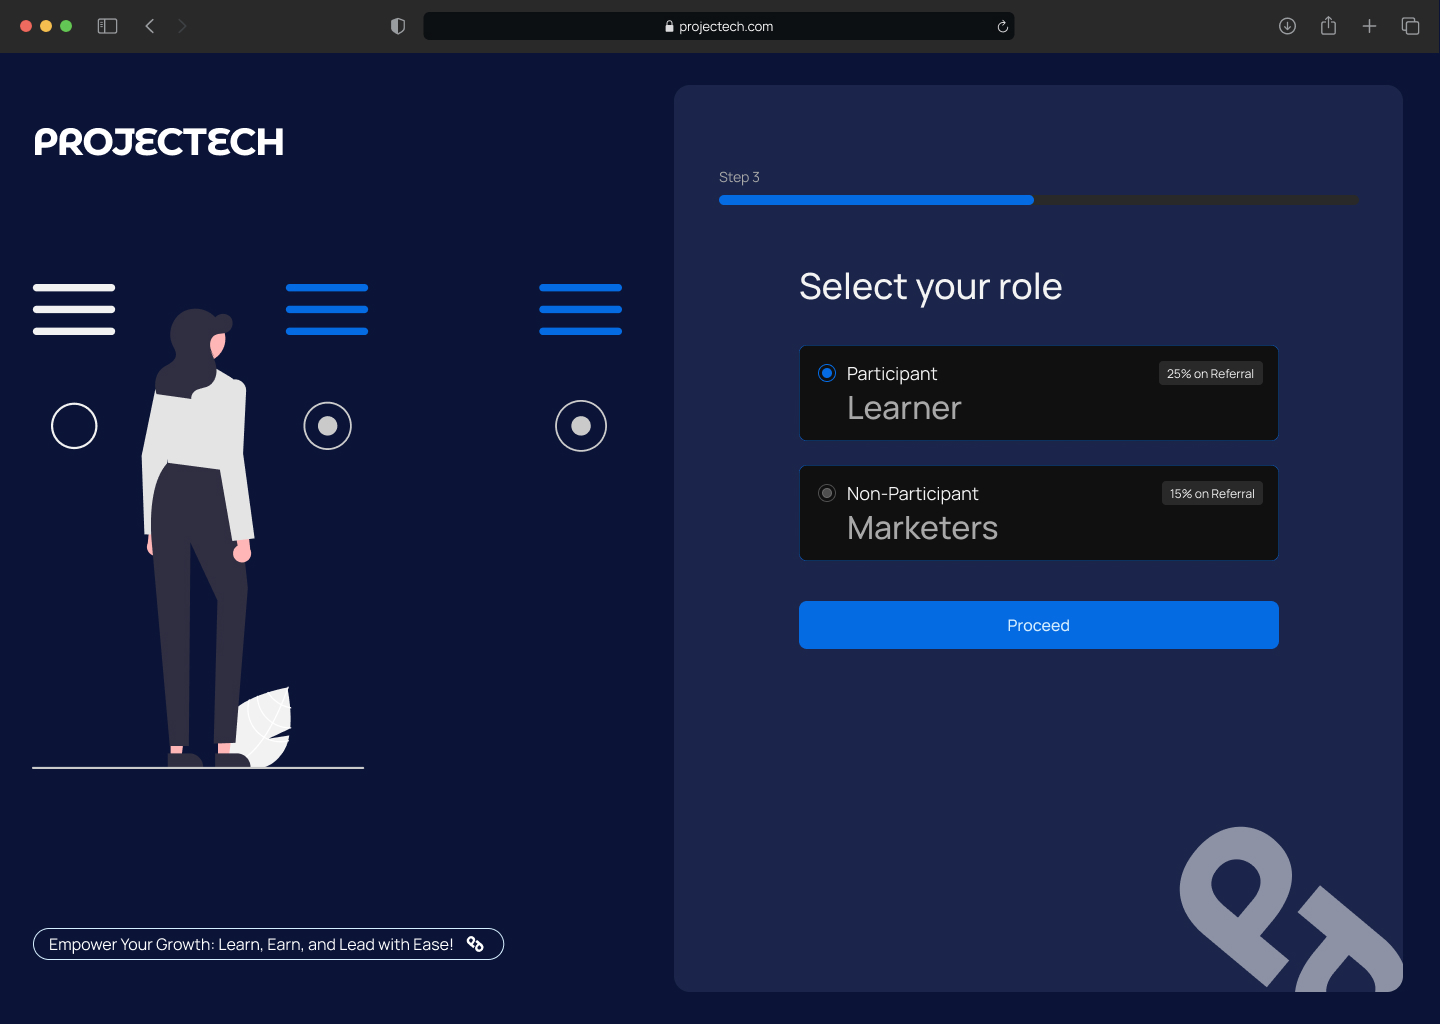 projectech.com
PROJECTECH
Step 3
Select your role
Participant
25% on Referral
Learner
Non-Participant
15% on Referral
Marketers
Proceed
Empower Your Growth: Learn, Earn, and Lead with Ease!